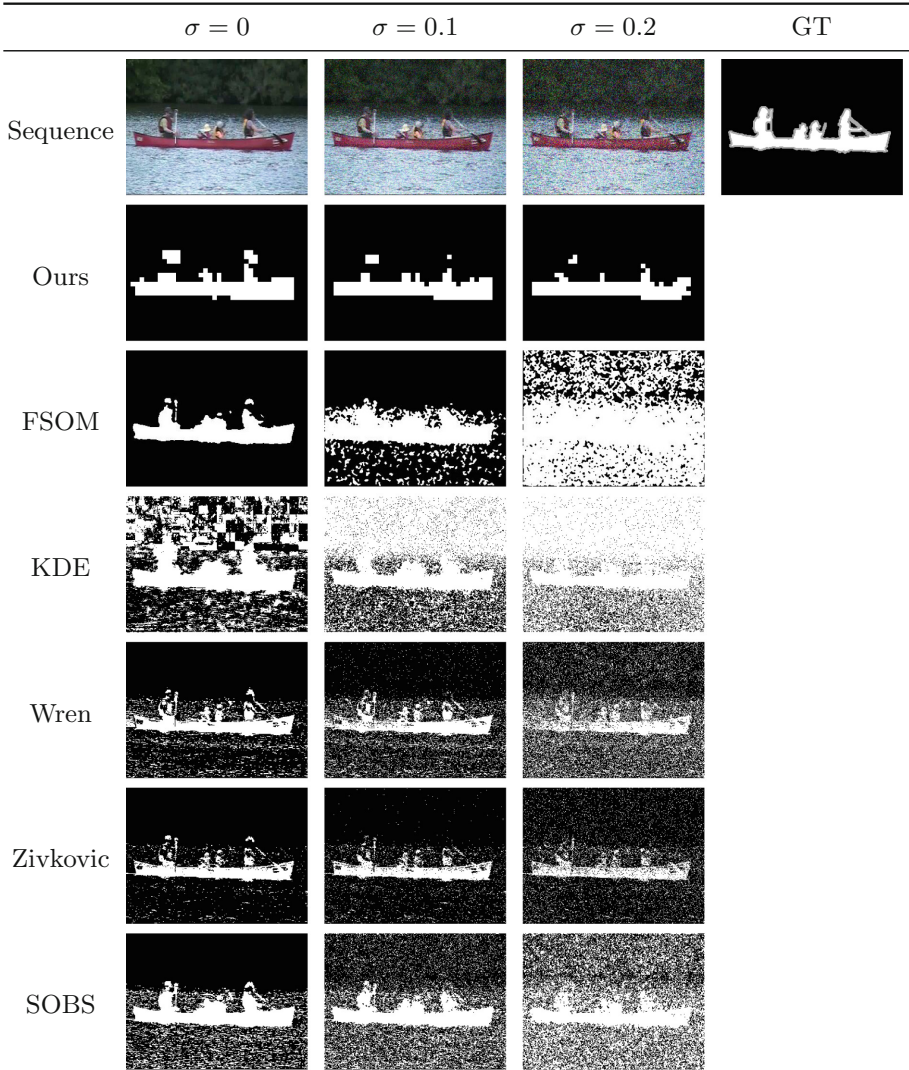 σ = 0 σ = 0.1 σ = 0.2 GT
Sequence
Ours
FSOM
KDE
Wren
Zivkovic
SOBS